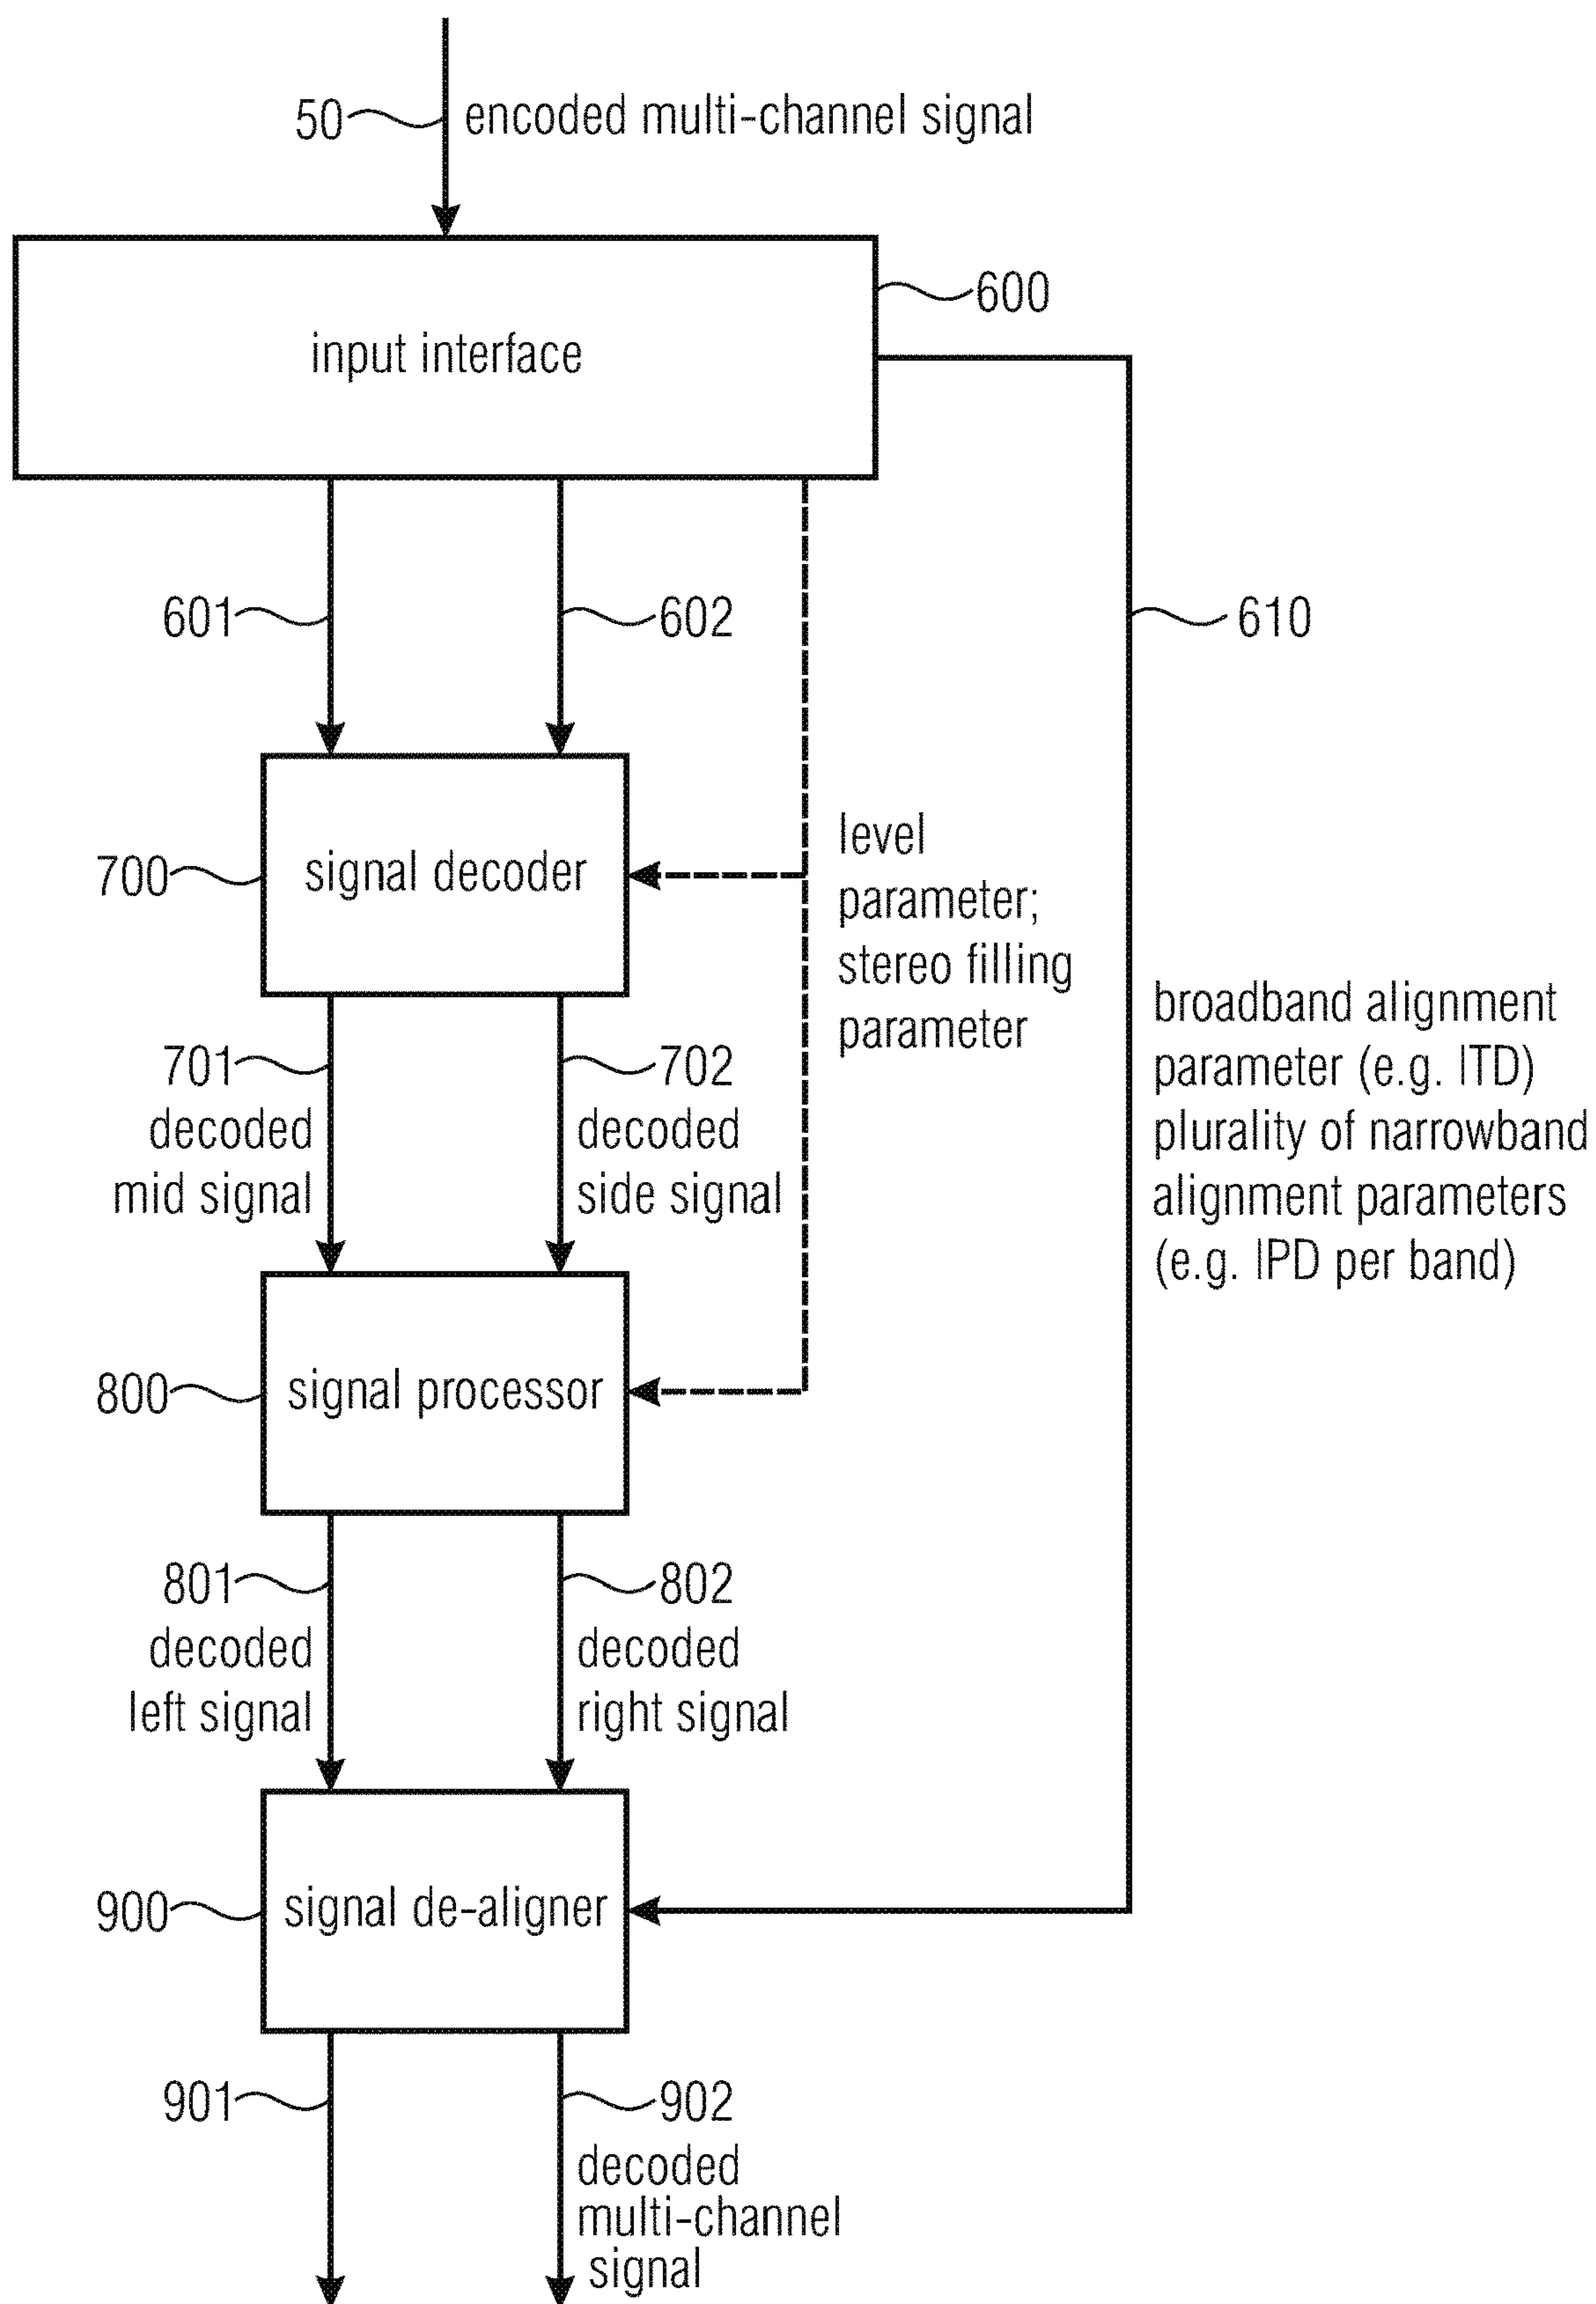 50
encoded multi-channel signal
input interface
600
601
602
610
700
signal decoder
level
parameter;
stereo filling
parameter
701
decoded
mid signal
702
decoded
side signal
broadband alignment
parameter (e.g. ITD)
plurality of narrowband
alignment parameters
(e.g. IPD per band)
800
signal processor
801
decoded
left signal
802
decoded
right signal
900
signal de-aligner
901
902
decoded
multi-channel
signal